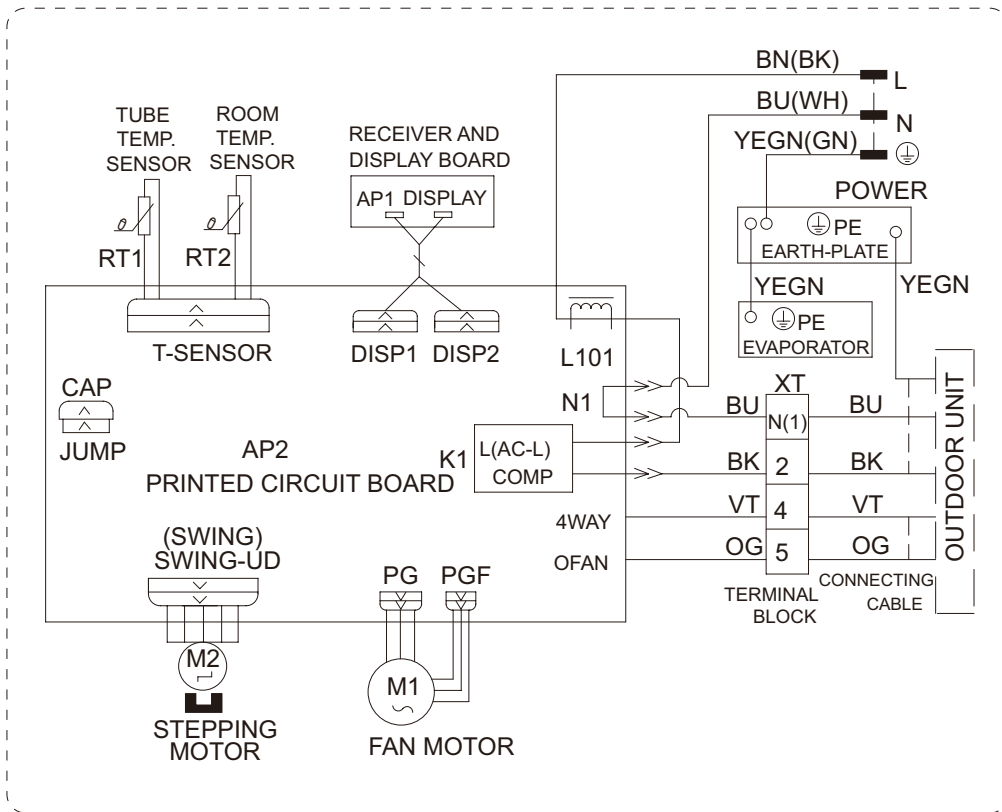 BN(BK)
L
BU(WH)
N
YEGN(GN)
POWER
TUBE
TEMP.
SENSOR
ROOM
TEMP.
SENSOR
RECEIVER AND
DISPLAY BOARD
AP1 DISPLAY
RT1
RT2
PE
EARTH-PLATE
YEGN
YEGN
PE
EVAPORATOR
T-SENSOR
DISP1
DISP2
L101
CAP
JUMP
N1
AP2
PRINTED CIRCUIT BOARD
K1
L(AC-L)
COMP
4WAY
OFAN
XT
BU
N(1)
BU
BK
2
BK
VT
4
VT
OG
5
OG
TERMINAL
BLOCK
CONNECTING
CABLE
OUTDOOR UNIT
(SWING)
SWING-UD
PG
PGF
M2
STEPPING
MOTOR
M1
FAN MOTOR